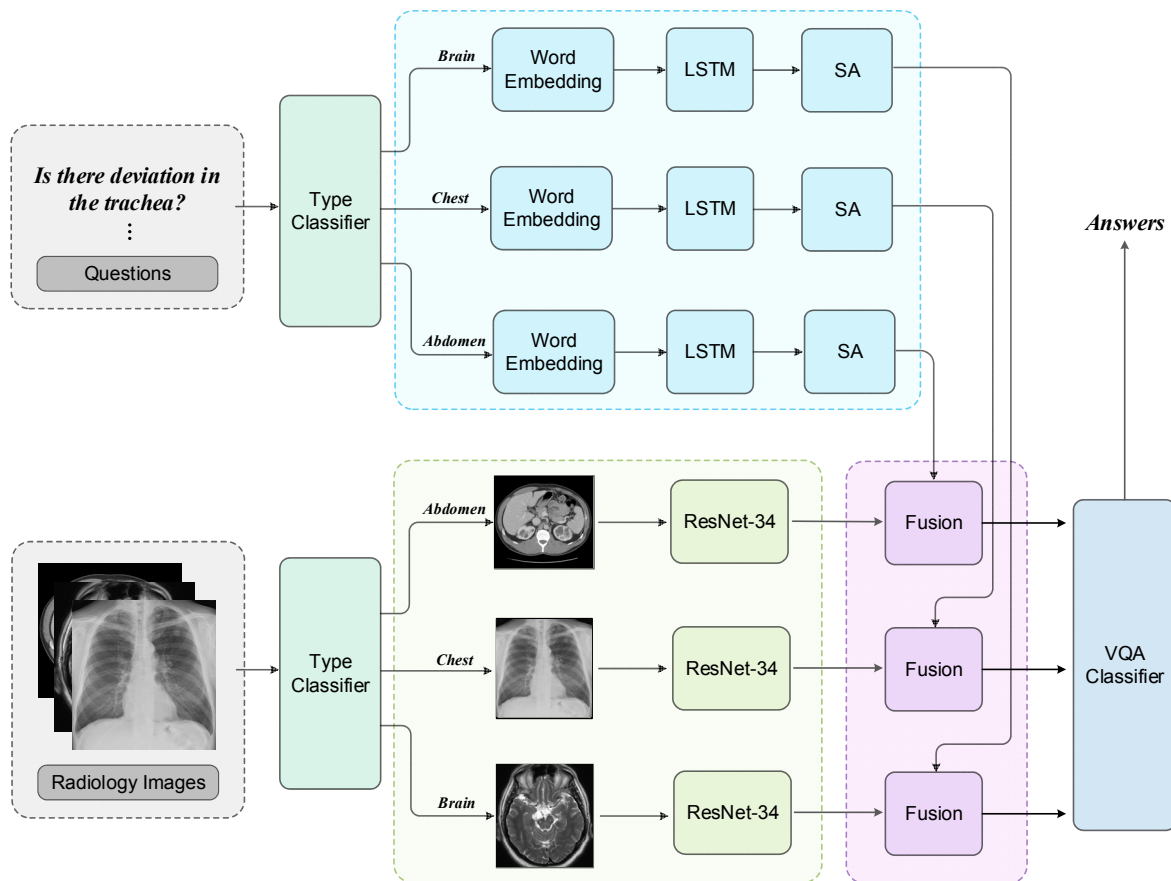 Is there deviation in
the trachea?
⋮
Questions
Type
Classifier
Brain
Word
Embedding
LSTM
SA
Chest
Word
Embedding
LSTM
SA
Abdomen
Word
Embedding
LSTM
SA
Answers
Radiology Images
Type
Classifier
Abdomen
ResNet-34
Fusion
Chest
ResNet-34
Fusion
Brain
ResNet-34
Fusion
VQA
Classifier